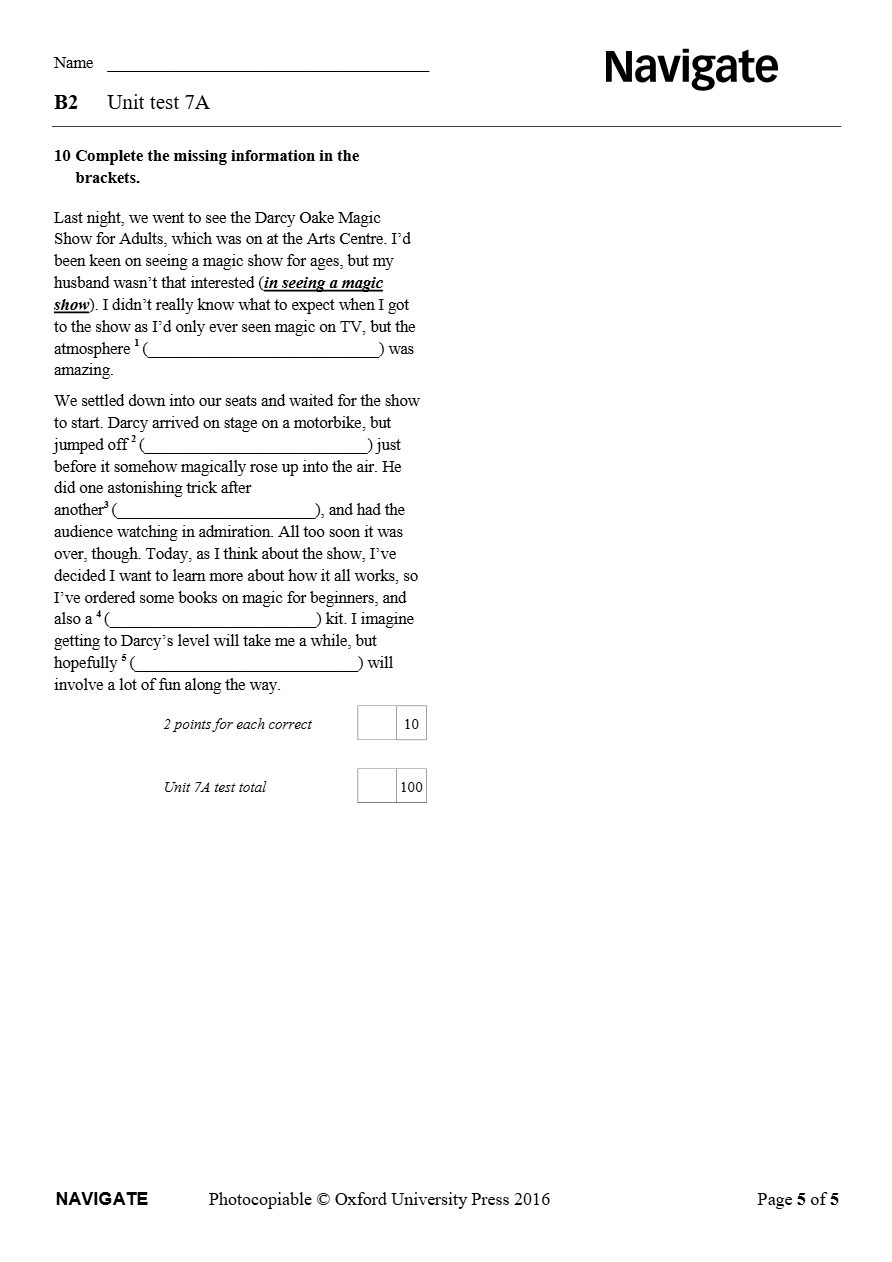 Name ___________________________________
Navigate
B2 Unit test 7A
10 Complete the missing information in the
brackets.
Last night, we went to see the Darcy Oake Magic
Show for Adults, which was on at the Arts Centre. I’d
been keen on seeing a magic show for ages, but my
husband wasn’t that interested (in seeing a magic
show). I didn’t really know what to expect when I got
to the show as I’d only ever seen magic on TV, but the
atmosphere 1 (_________________________) was
amazing.
We settled down into our seats and waited for the show
to start. Darcy arrived on stage on a motorbike, but
jumped off 2 (_________________________) just
before it somehow magically rose up into the air. He
did one astonishing trick after
another3 (______________________), and had the
audience watching in admiration. All too soon it was
over, though. Today, as I think about the show, I’ve
decided I want to learn more about how it all works, so
I’ve ordered some books on magic for beginners, and
also a 4 (_______________________) kit. I imagine
getting to Darcy’s level will take me a while, but
hopefully 5 (________________________) will
involve a lot of fun along the way.
2 points for each correct 10
Unit 7A test total 100
NAVIGATE Photocopiable © Oxford University Press 2016 Page 5 of 5